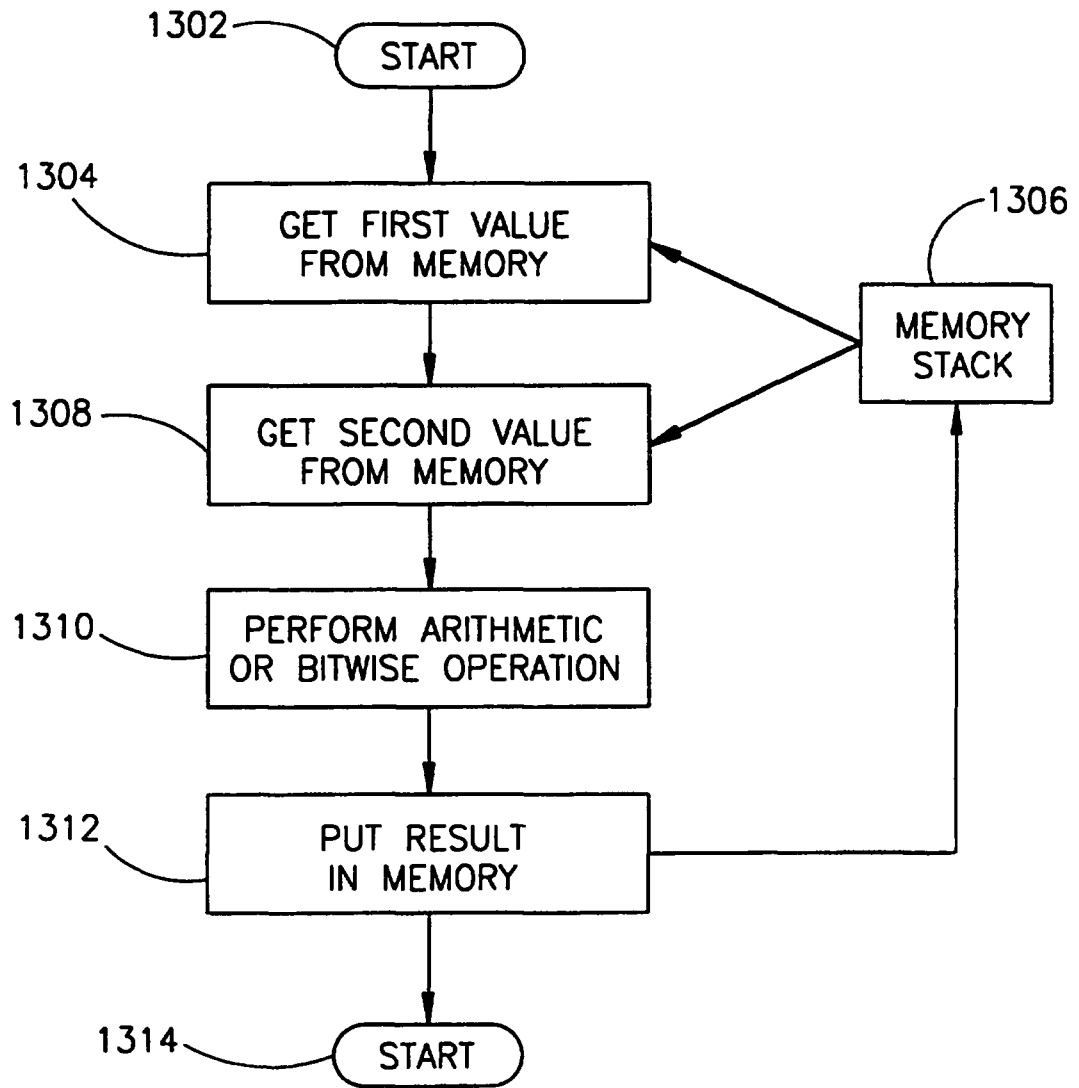 1302
START
1304
GET FIRST VALUE
FROM MEMORY
1306
MEMORY
STACK
1308
GET SECOND VALUE
FROM MEMORY
1310
PERFORM ARITHMETIC
OR BITWISE OPERATION
1312
PUT RESULT
IN MEMORY
1314
START